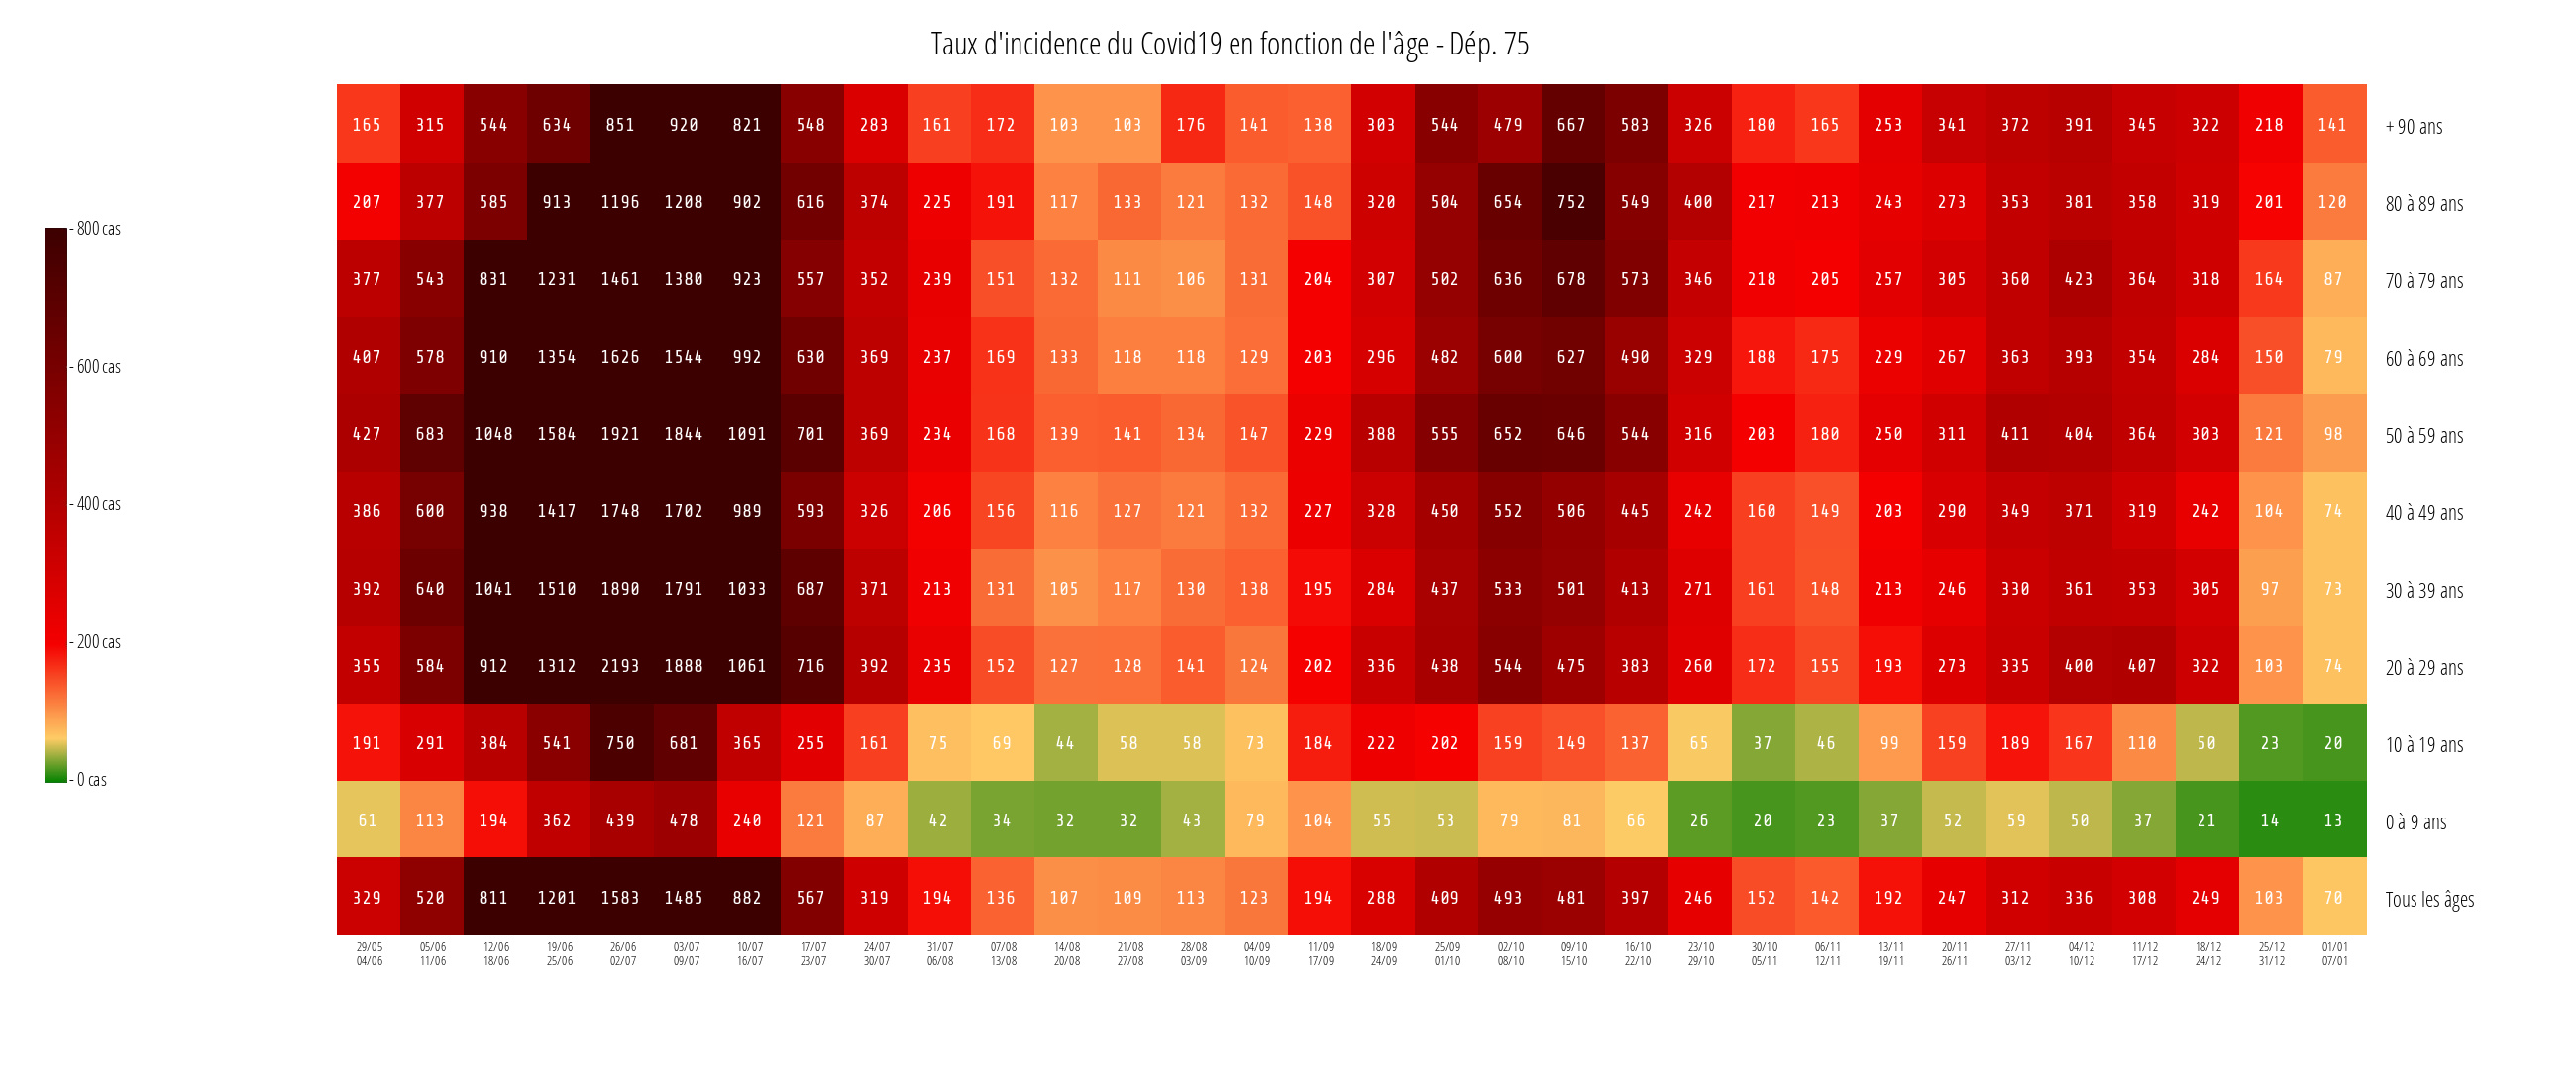 Taux d'incidence du Covid19 en fonction de l'âge - Dép. 75
- 800 cas
- 600 cas
- 400 cas
- 200 cas
- 0 cas
165 315 544 634 851 920 821 548 283 161 172 103 103 176 141 138 303 544 479 667 583 326 180 165 253 341 372 391 345 322 218 141 + 90 ans
207 377 585 913 1196 1208 902 616 374 225 191 117 133 121 132 148 320 504 654 752 549 400 217 213 243 273 353 381 358 319 201 120 80 à 89 ans
377 543 831 1231 1461 1380 923 557 352 239 151 132 111 106 131 204 307 502 636 678 573 346 218 205 257 305 360 423 364 318 164 87 70 à 79 ans
407 578 910 1354 1626 1544 992 630 369 237 169 133 118 118 129 203 296 482 600 627 490 329 188 175 229 267 363 393 354 284 150 79 60 à 69 ans
427 683 1048 1584 1921 1844 1091 701 369 234 168 139 141 134 147 229 388 555 652 646 544 316 203 180 250 311 411 404 364 303 121 98 50 à 59 ans
386 600 938 1417 1748 1702 989 593 326 206 156 116 127 121 132 227 328 450 552 506 445 242 160 149 203 290 349 371 319 242 104 74 40 à 49 ans
392 640 1041 1510 1890 1791 1033 687 371 213 131 105 117 130 138 195 284 437 533 501 413 271 161 148 213 246 330 361 353 305 97 73 30 à 39 ans
355 584 912 1312 2193 1888 1061 716 392 235 152 127 128 141 124 202 336 438 544 475 383 260 172 155 193 273 335 400 407 322 103 74 20 à 29 ans
191 291 384 541 750 681 365 255 161 75 69 44 58 58 73 184 222 202 159 149 137 65 37 46 99 159 189 167 110 50 23 20 10 à 19 ans
61 113 194 362 439 478 240 121 87 42 34 32 32 43 79 104 55 53 79 81 66 26 20 23 37 52 59 50 37 21 14 13 0 à 9 ans
329 520 811 1201 1583 1485 882 567 319 194 136 107 109 113 123 194 288 409 493 481 397 246 152 142 192 247 312 336 308 249 103 70 Tous les âges
29/05 05/06 12/06 19/06 26/06 03/07 10/07 17/07 24/07 31/07 07/08 14/08 21/08 28/08 04/09 11/09 18/09 25/09 02/10 09/10 16/10 23/10 30/10 06/11 13/11 20/11 27/11 04/12 11/12 18/12 25/12 01/01
04/06 11/06 18/06 25/06 02/07 09/07 16/07 23/07 30/07 06/08 13/08 20/08 27/08 03/09 10/09 17/09 24/09 01/10 08/10 15/10 22/10 29/10 05/11 12/11 19/11 26/11 03/12 10/12 17/12 24/12 31/12 07/01